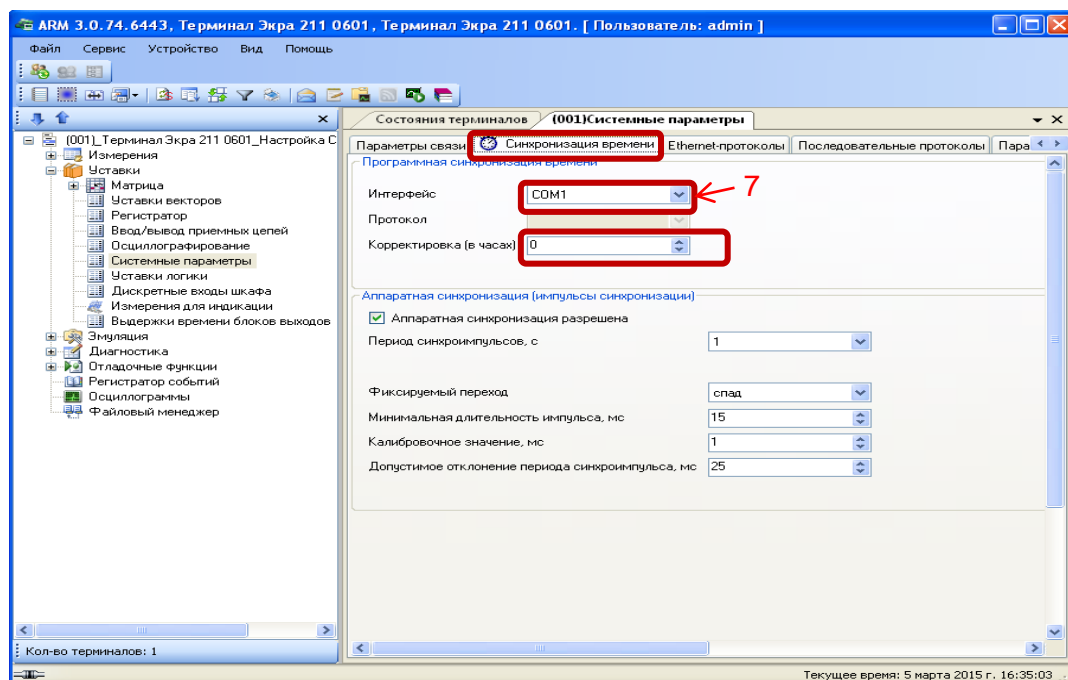 ARM 3.0.74.6443, Терминал Экра 211 0601, Терминал Экра 211 0601. [ Пользователь: admin ]
Файл Сервис Устройство Вид Помощь
Состояния терминалов (001)Системные параметры
(001)_Терминал Экра 211 0601_Настройка С
Измерения
Уставки
Матрица
Уставки векторов
Регистратор
Ввод/вывод приемных цепей
Осциллографирование
Системные параметры
Уставки логики
Дискретные входы шкафа
Измерения для индикации
Выдержки времени блоков выходов
Эмуляция
Диагностика
Отладочные функции
Регистратор событий
Осциллограммы
Файловый менеджер
Кол-во терминалов: 1
Параметры связи Синхронизация времени Ethernet-протоколы Последовательные протоколы Пара
Программная синхронизация времени
Интерфейс COM1 7
Протокол
Корректировка (в часах) 0
Аппаратная синхронизация (импульсы синхронизации)
Аппаратная синхронизация разрешена
Период синхроимпульсов, с 1
Фиксируемый переход спад
Минимальная длительность импульса, мс 15
Калибровочное значение, мс 1
Допустимое отклонение периода синхроимпульса, мс 25
Текущее время: 5 марта 2015 г. 16:35:03